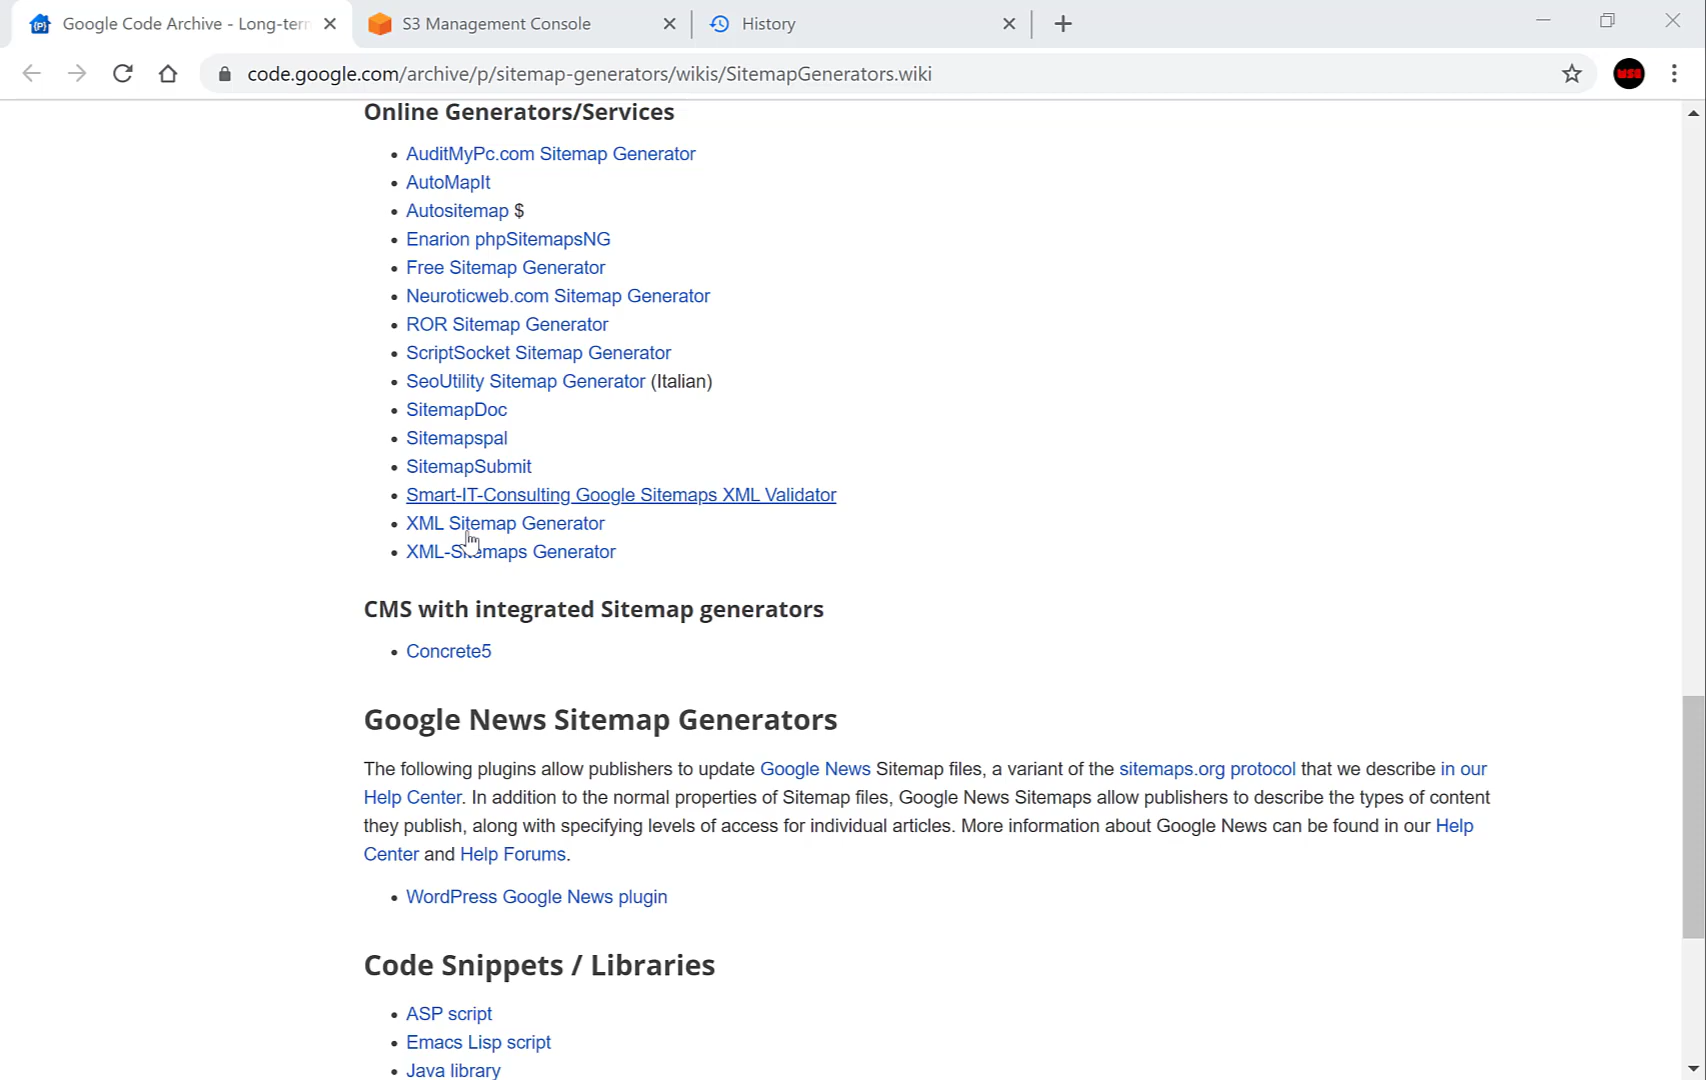 Google Code Archive - Long-tern
S3 Management Console
History
code.google.com/archive/p/sitemap-generators/wikis/SitemapGenerators.wiki
WSB
Online Generators/Services
• AuditMyPc.com Sitemap Generator
• AutoMapIt
• Autositemap $
• Enarion phpSitemapsNG
• Free Sitemap Generator
• Neuroticweb.com Sitemap Generator
• ROR Sitemap Generator
• ScriptSocket Sitemap Generator
• SeoUtility Sitemap Generator (Italian)
• SitemapDoc
• Sitemapspal
• SitemapSubmit
• Smart-IT-Consulting Google Sitemaps XML Validator
• XML Sitemap Generator
• XML-Sitemaps Generator
CMS with integrated Sitemap generators
• Concrete5
Google News Sitemap Generators
The following plugins allow publishers to update Google News Sitemap files, a variant of the sitemaps.org protocol that we describe in our
Help Center. In addition to the normal properties of Sitemap files, Google News Sitemaps allow publishers to describe the types of content
they publish, along with specifying levels of access for individual articles. More information about Google News can be found in our Help
Center and Help Forums.
• WordPress Google News plugin
Code Snippets / Libraries
• ASP script
• Emacs Lisp script
• Java library